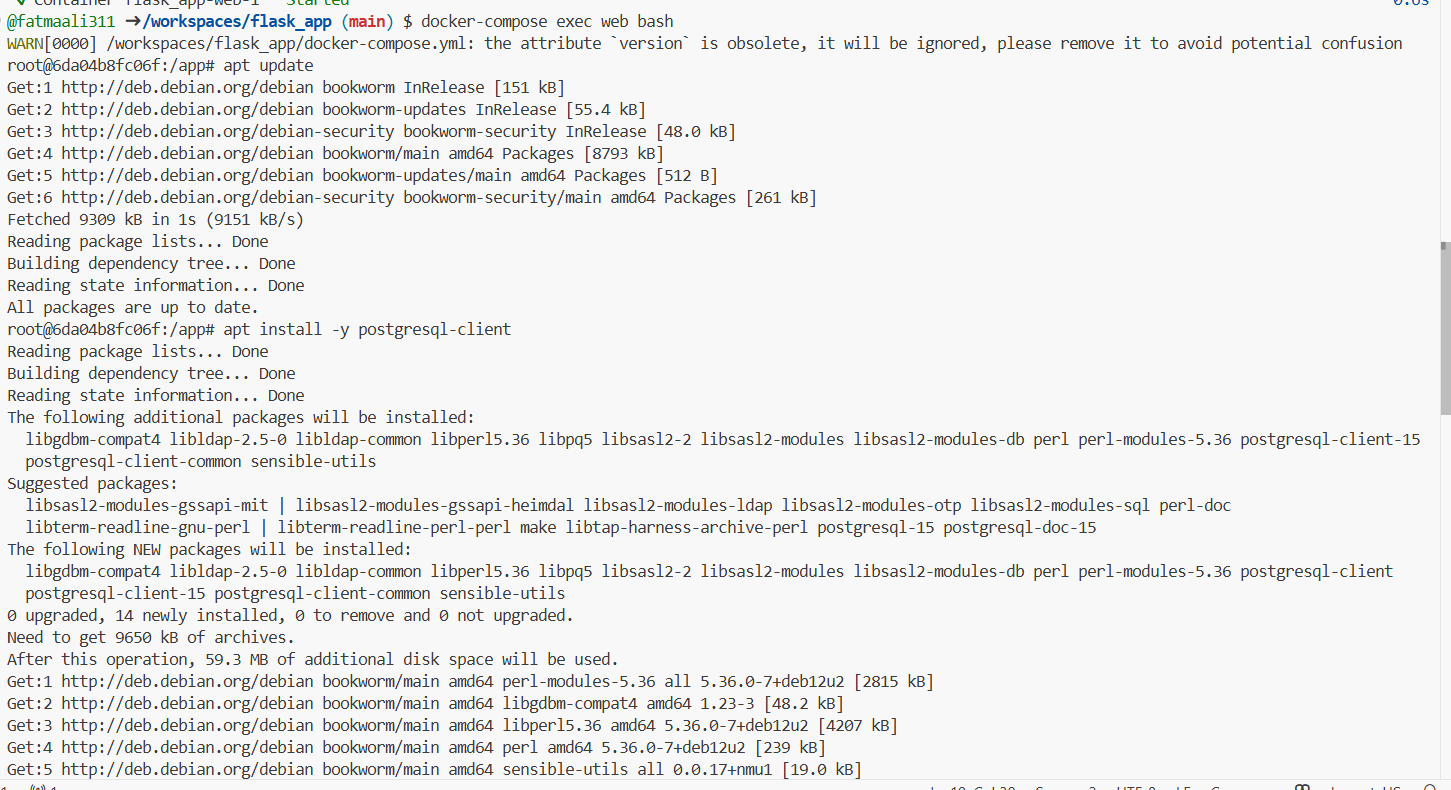 Container flask_app-web-1 Started 0.6s
@fatmaali311 ➜/workspaces/flask_app (main) $ docker-compose exec web bash
WARN[0000] /workspaces/flask_app/docker-compose.yml: the attribute `version` is obsolete, it will be ignored, please remove it to avoid potential confusion
root@6da04b8fc06f:/app# apt update
Get:1 http://deb.debian.org/debian bookworm InRelease [151 kB]
Get:2 http://deb.debian.org/debian bookworm-updates InRelease [55.4 kB]
Get:3 http://deb.debian.org/debian-security bookworm-security InRelease [48.0 kB]
Get:4 http://deb.debian.org/debian bookworm/main amd64 Packages [8793 kB]
Get:5 http://deb.debian.org/debian bookworm-updates/main amd64 Packages [512 B]
Get:6 http://deb.debian.org/debian-security bookworm-security/main amd64 Packages [261 kB]
Fetched 9309 kB in 1s (9151 kB/s)
Reading package lists... Done
Building dependency tree... Done
Reading state information... Done
All packages are up to date.
root@6da04b8fc06f:/app# apt install -y postgresql-client
Reading package lists... Done
Building dependency tree... Done
Reading state information... Done
The following additional packages will be installed:
  libgdbm-compat4 libldap-2.5-0 libldap-common libperl5.36 libpq5 libsasl2-2 libsasl2-modules libsasl2-modules-db perl perl-modules-5.36 postgresql-client-15
  postgresql-client-common sensible-utils
Suggested packages:
  libsasl2-modules-gssapi-mit | libsasl2-modules-gssapi-heimdal libsasl2-modules-ldap libsasl2-modules-otp libsasl2-modules-sql perl-doc
  libterm-readline-gnu-perl | libterm-readline-perl-perl make libtap-harness-archive-perl postgresql-15 postgresql-doc-15
The following NEW packages will be installed:
  libgdbm-compat4 libldap-2.5-0 libldap-common libperl5.36 libpq5 libsasl2-2 libsasl2-modules libsasl2-modules-db perl perl-modules-5.36 postgresql-client
  postgresql-client-15 postgresql-client-common sensible-utils
0 upgraded, 14 newly installed, 0 to remove and 0 not upgraded.
Need to get 9650 kB of archives.
After this operation, 59.3 MB of additional disk space will be used.
Get:1 http://deb.debian.org/debian bookworm/main amd64 perl-modules-5.36 all 5.36.0-7+deb12u2 [2815 kB]
Get:2 http://deb.debian.org/debian bookworm/main amd64 libgdbm-compat4 amd64 1.23-3 [48.2 kB]
Get:3 http://deb.debian.org/debian bookworm/main amd64 libperl5.36 amd64 5.36.0-7+deb12u2 [4207 kB]
Get:4 http://deb.debian.org/debian bookworm/main amd64 perl amd64 5.36.0-7+deb12u2 [239 kB]
Get:5 http://deb.debian.org/debian bookworm/main amd64 sensible-utils all 0.0.17+nmu1 [19.0 kB]